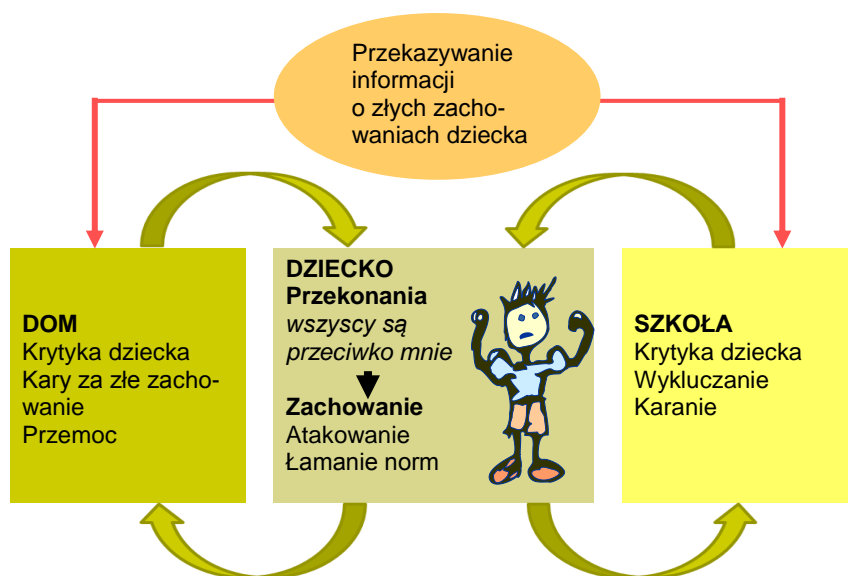 Przekazywanie
informacji
o złych zacho-
waniach dziecka
DOM
Krytyka dziecka
Kary za złe zacho-
wanie
Przemoc
DZIECKO
Przekonania
wszyscy są
przeciwko mnie
Zachowanie
Atakowanie
Łamanie norm
SZKOŁA
Krytyka dziecka
Wykluczanie
Karanie